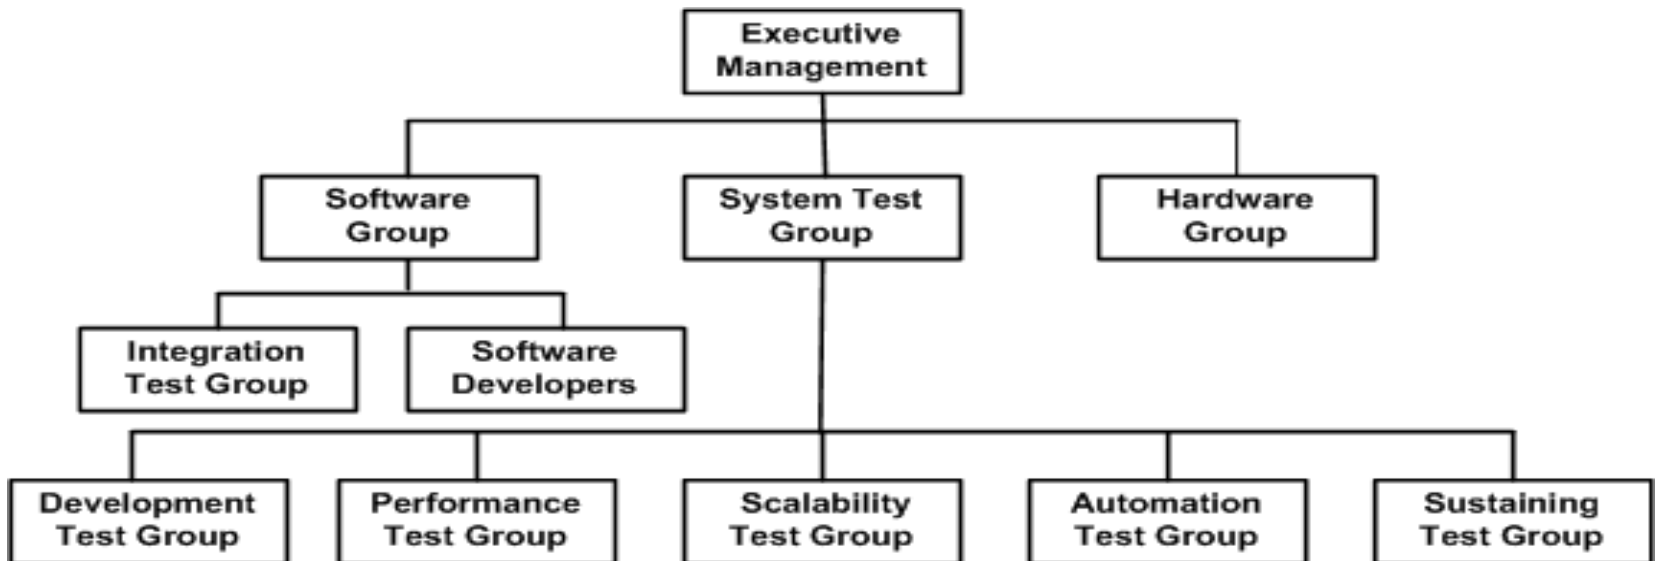 Executive
Management
Software
Group
System Test
Group
Hardware
Group
Integration
Test Group
Software
Developers
Development
Test Group
Performance
Test Group
Scalability
Test Group
Automation
Test Group
Sustaining
Test Group